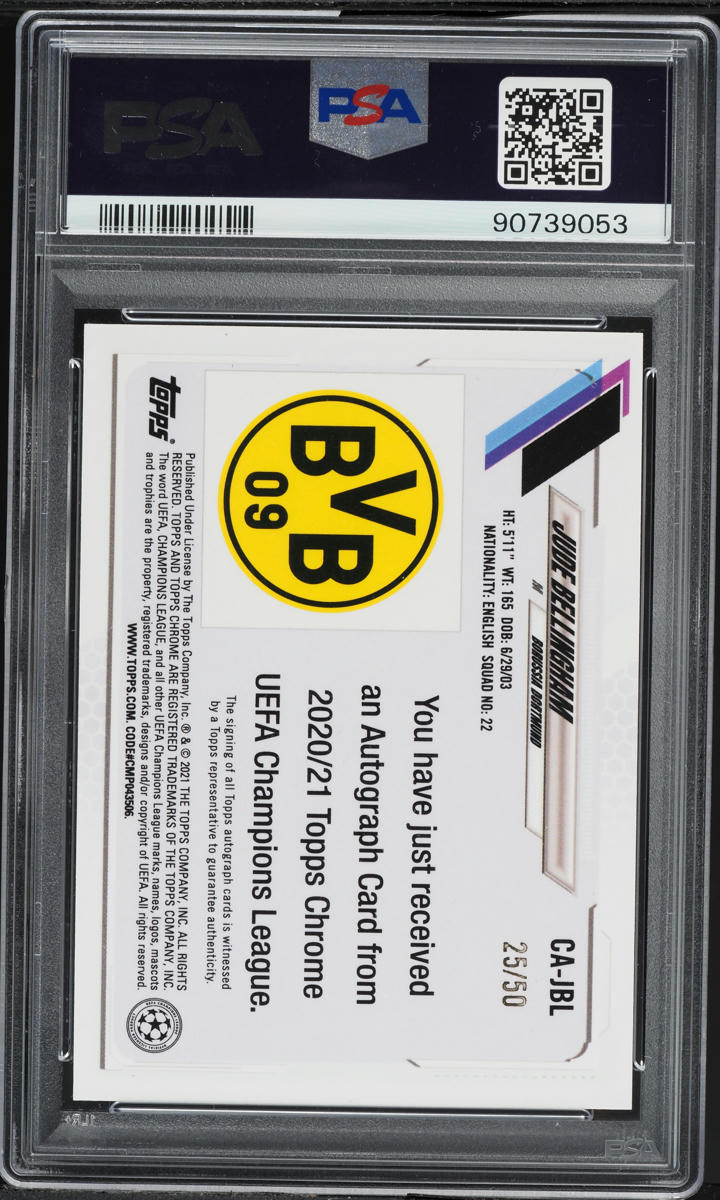 PSA
PSA
90739053
CA-JBL
25/50
JUDE BELLINGHAM
M
BORUSSIA DORTMUND
HT: 5'11" WT: 165 DOB: 6/29/03
NATIONALITY: ENGLISH SQUAD NO: 22
BVB
09
You have just received
an Autograph Card from
2020/21 Topps Chrome
UEFA Champions League.
The signing of all Topps autograph cards is witnessed
by a Topps representative to guarantee authenticity.
topps®
Published Under License by The Topps Company, Inc. ® & © 2021 THE TOPPS COMPANY, INC. ALL RIGHTS
RESERVED. TOPPS AND TOPPS CHROME ARE REGISTERED TRADEMARKS OF THE TOPPS COMPANY, INC.
The word UEFA, CHAMPIONS LEAGUE, and all other UEFA Champions League marks, names, logos, mascots
and trophies are the property, registered trademarks, designs and/or copyright of UEFA. All rights reserved.
WWW.TOPPS.COM. CODE#CMP043506.
PSA